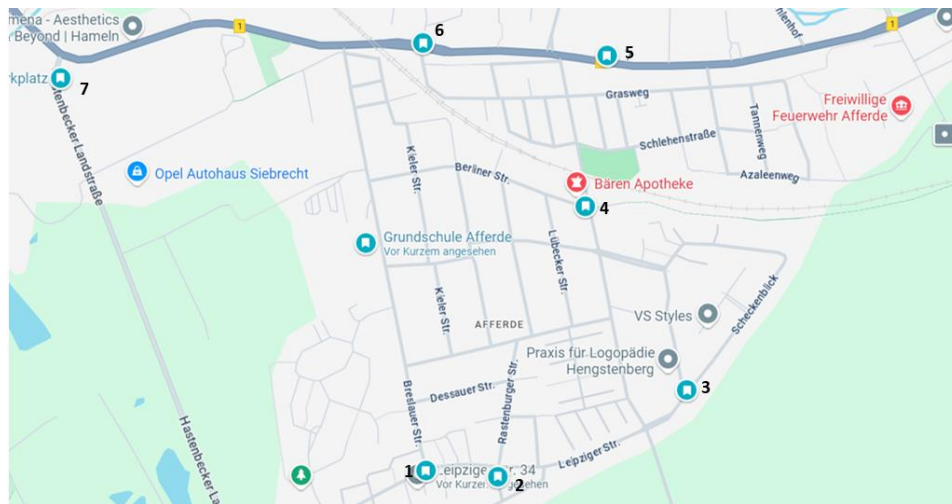 mena - Aesthetics
Beyond | Hameln
1
6
5
1
rkplatz
7
Hastenbecker Landstraße
Grasweg
Tannenweg
Freiwillige
Feuerwehr Afferde
Schlehenstraße
Kieler Str.
Berliner Str.
Opel Autohaus Siebrecht
Bären Apotheke
Azaleenweg
4
Grundschule Afferde
Vor Kurzem angesehen
Lübecker Str.
Kieler Str.
Scheckenblick
VS Styles
AFFERDE
Praxis für Logopädie
Hengstenberg
3
Dessauer Str.
Breslauer Str.
Rastenburger Str.
Leipziger Str.
Hastenbecker La
1
Leipziger Str. 34
Vor Kurzem angesehen
2